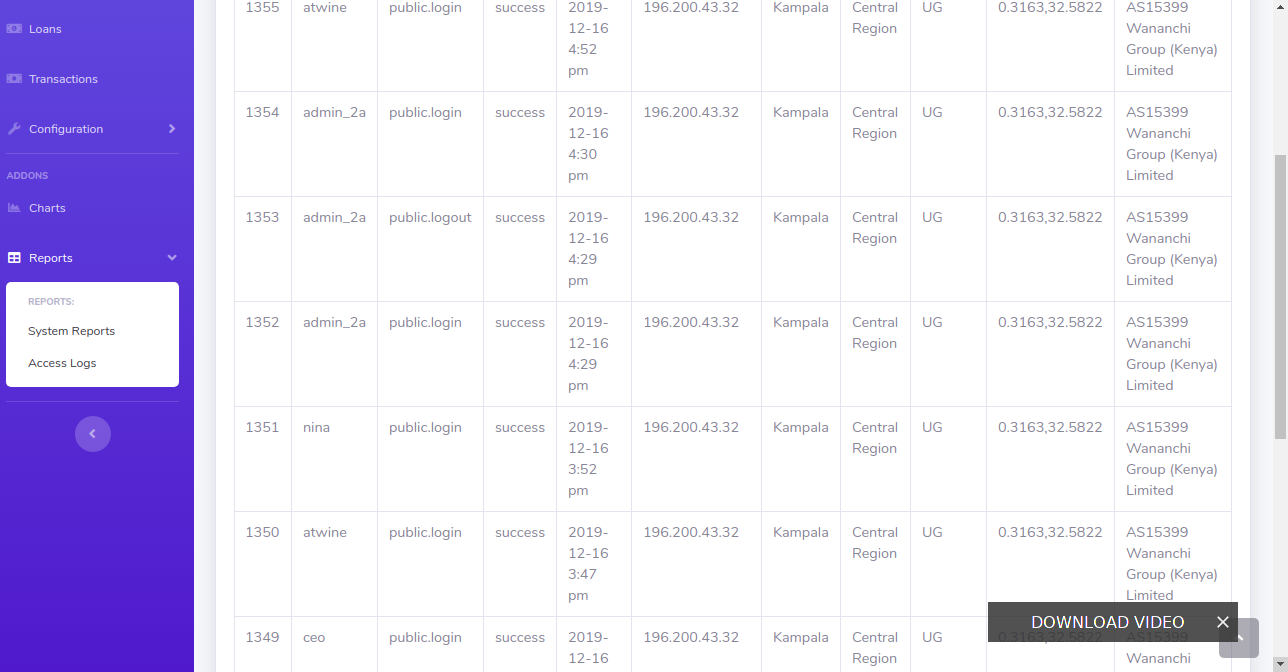 Loans
Transactions
Configuration
ADDONS
Charts
Reports
REPORTS:
System Reports
Access Logs
1355 atwine public.login success 2019- 196.200.43.32 Kampala Central UG 0.3163,32.5822 AS15399
12-16 Region Wananchi
4:52 Group (Kenya)
pm Limited
1354 admin_2a public.login success 2019- 196.200.43.32 Kampala Central UG 0.3163,32.5822 AS15399
12-16 Region Wananchi
4:30 Group (Kenya)
pm Limited
1353 admin_2a public.logout success 2019- 196.200.43.32 Kampala Central UG 0.3163,32.5822 AS15399
12-16 Region Wananchi
4:29 Group (Kenya)
pm Limited
1352 admin_2a public.login success 2019- 196.200.43.32 Kampala Central UG 0.3163,32.5822 AS15399
12-16 Region Wananchi
4:29 Group (Kenya)
pm Limited
1351 nina public.login success 2019- 196.200.43.32 Kampala Central UG 0.3163,32.5822 AS15399
12-16 Region Wananchi
3:52 Group (Kenya)
pm Limited
1350 atwine public.login success 2019- 196.200.43.32 Kampala Central UG 0.3163,32.5822 AS15399
12-16 Region Wananchi
3:47 Group (Kenya)
pm Limited
DOWNLOAD VIDEO
1349 ceo public.login success 2019- 196.200.43.32 Kampala Central UG 0.3163,32.5822 AS15399
12-16 Region Wananchi